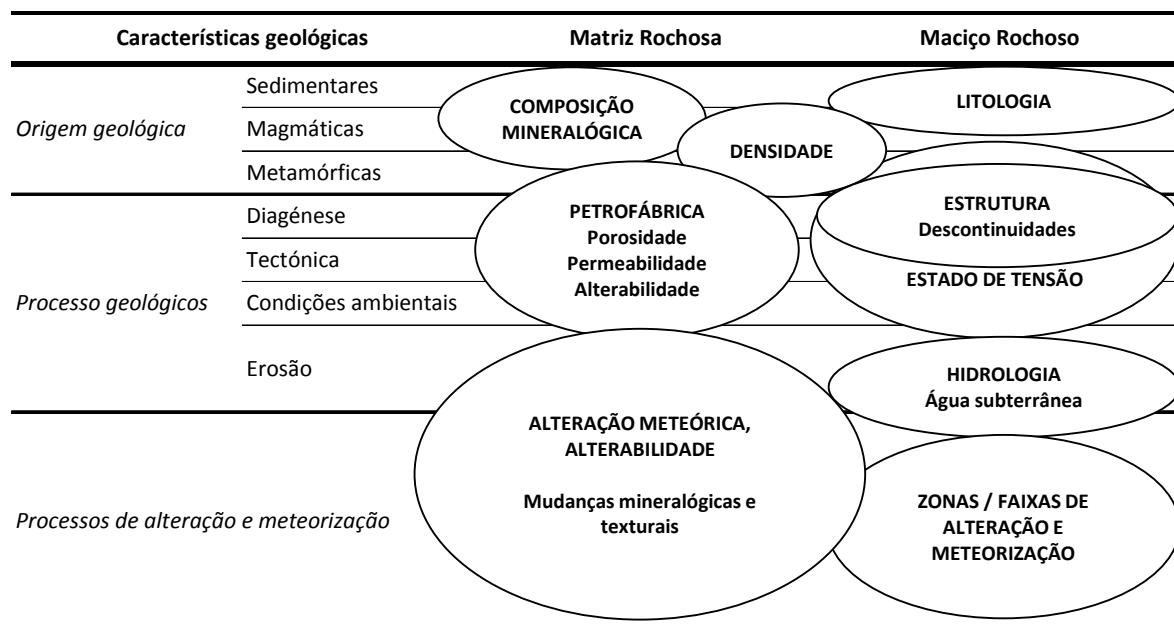 Características geológicas
Matriz Rochosa
Maciço Rochoso
Origem geológica
Sedimentares
Magmáticas
Metamórficas
COMPOSIÇÃO
MINERALÓGICA
DENSIDADE
LITOLOGIA
Processo geológicos
Diagénese
Tectónica
Condições ambientais
Erosão
PETROFÁBRICA
Porosidade
Permeabilidade
Alterabilidade
ESTRUTURA
Descontinuidades
ESTADO DE TENSÃO
HIDROLOGIA
Água subterrânea
Processos de alteração e meteorização
ALTERAÇÃO METEÓRICA,
ALTERABILIDADE
Mudanças mineralógicas e
texturais
ZONAS / FAIXAS DE
ALTERAÇÃO E
METEORIZAÇÃO